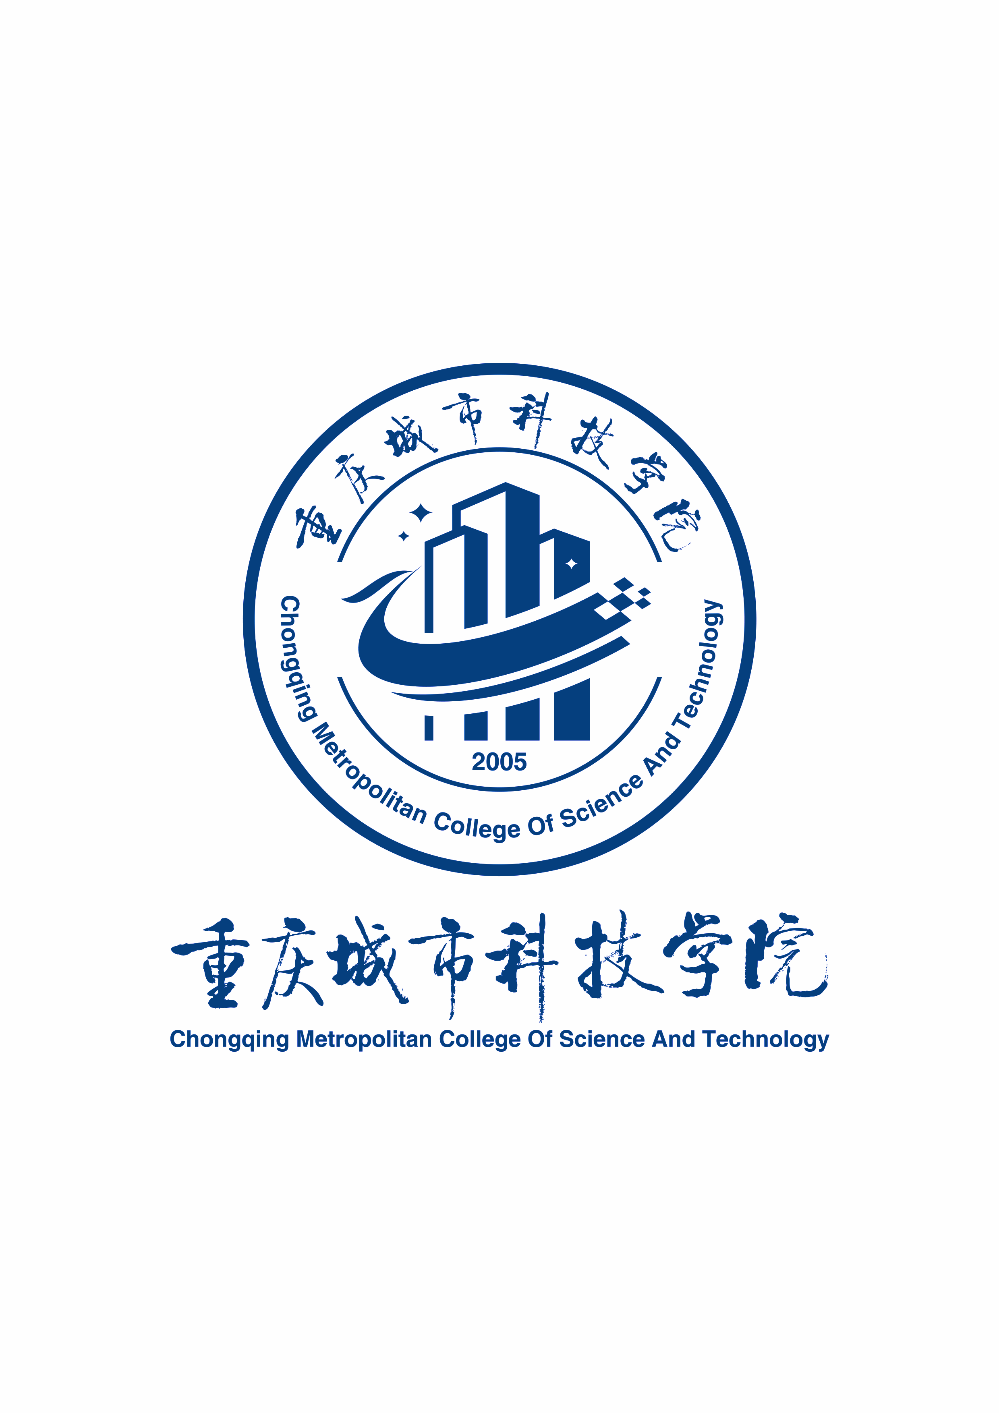 重庆城市科技学院
Chongqing Metropolitan College Of Science And Technology
2005
重庆城市科技学院
Chongqing Metropolitan College Of Science And Technology